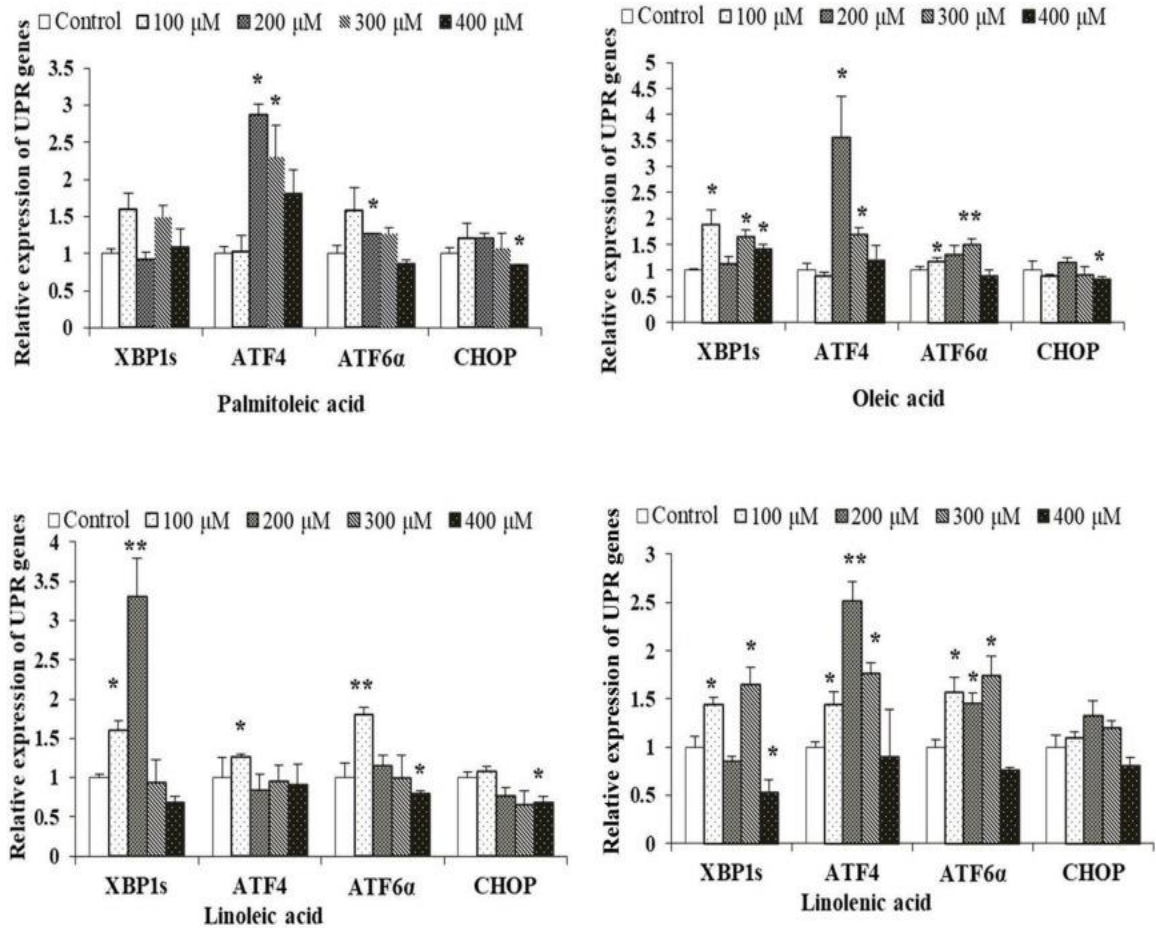 Control 100 μM 200 μM 300 μM 400 μM
Relative expression of UPR genes
3.5
3
2.5
2
1.5
1
0.5
0
* * * *
XBP1s ATF4 ATF6α CHOP
Palmitoleic acid
Control 100 μM 200 μM 300 μM 400 μM
Relative expression of UPR genes
5
4.5
4
3.5
3
2.5
2
1.5
1
0.5
0
* * * * * * ** *
XBP1s ATF4 ATF6α CHOP
Oleic acid
Control 100 μM 200 μM 300 μM 400 μM
Relative expression of UPR genes
4
3.5
3
2.5
2
1.5
1
0.5
0
* ** * ** * *
XBP1s ATF4 ATF6α CHOP
Linoleic acid
Control 100 μM 200 μM 300 μM 400 μM
Relative expression of UPR genes
3
2.5
2
1.5
1
0.5
0
* * * * ** * * * *
XBP1s ATF4 ATF6α CHOP
Linolenic acid